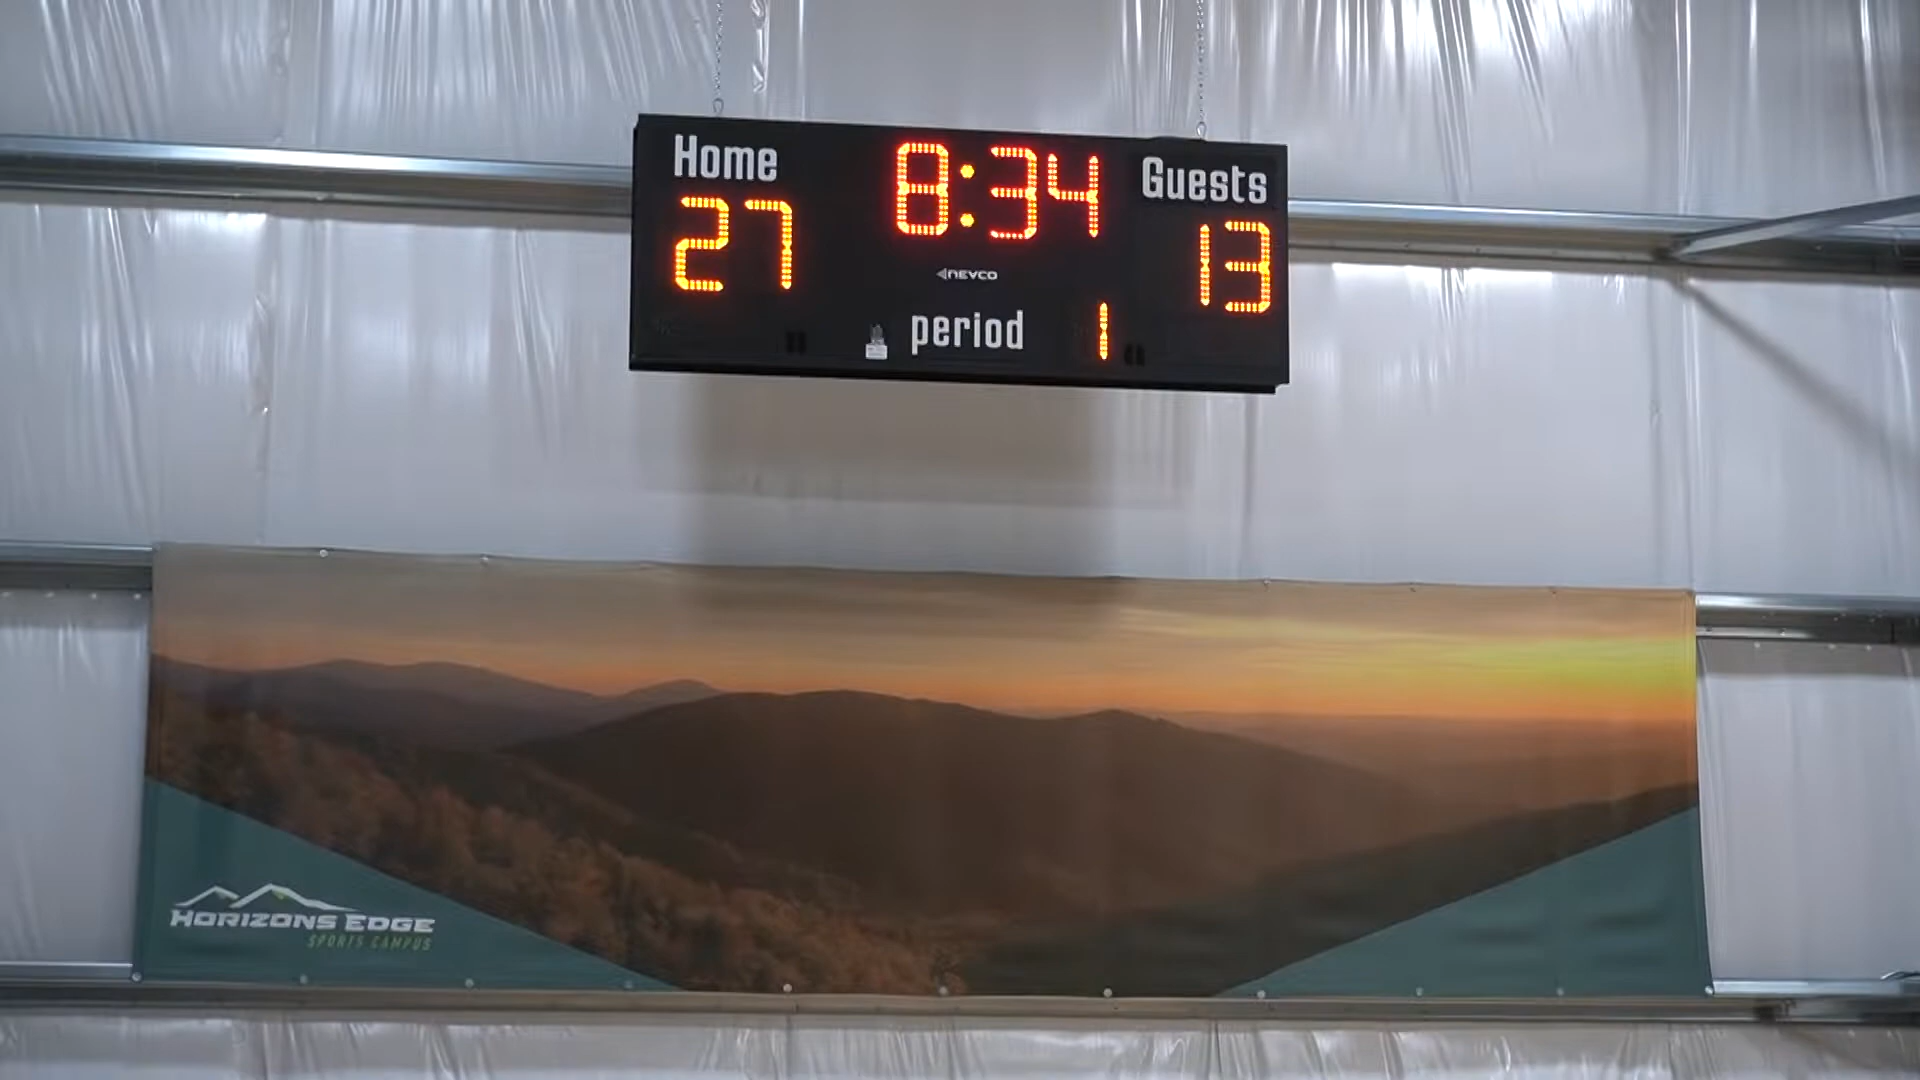 Home
8:34
Guests
27
13
NEVCO
period 1
HORIZONS EDGE
SPORTS CAMPUS